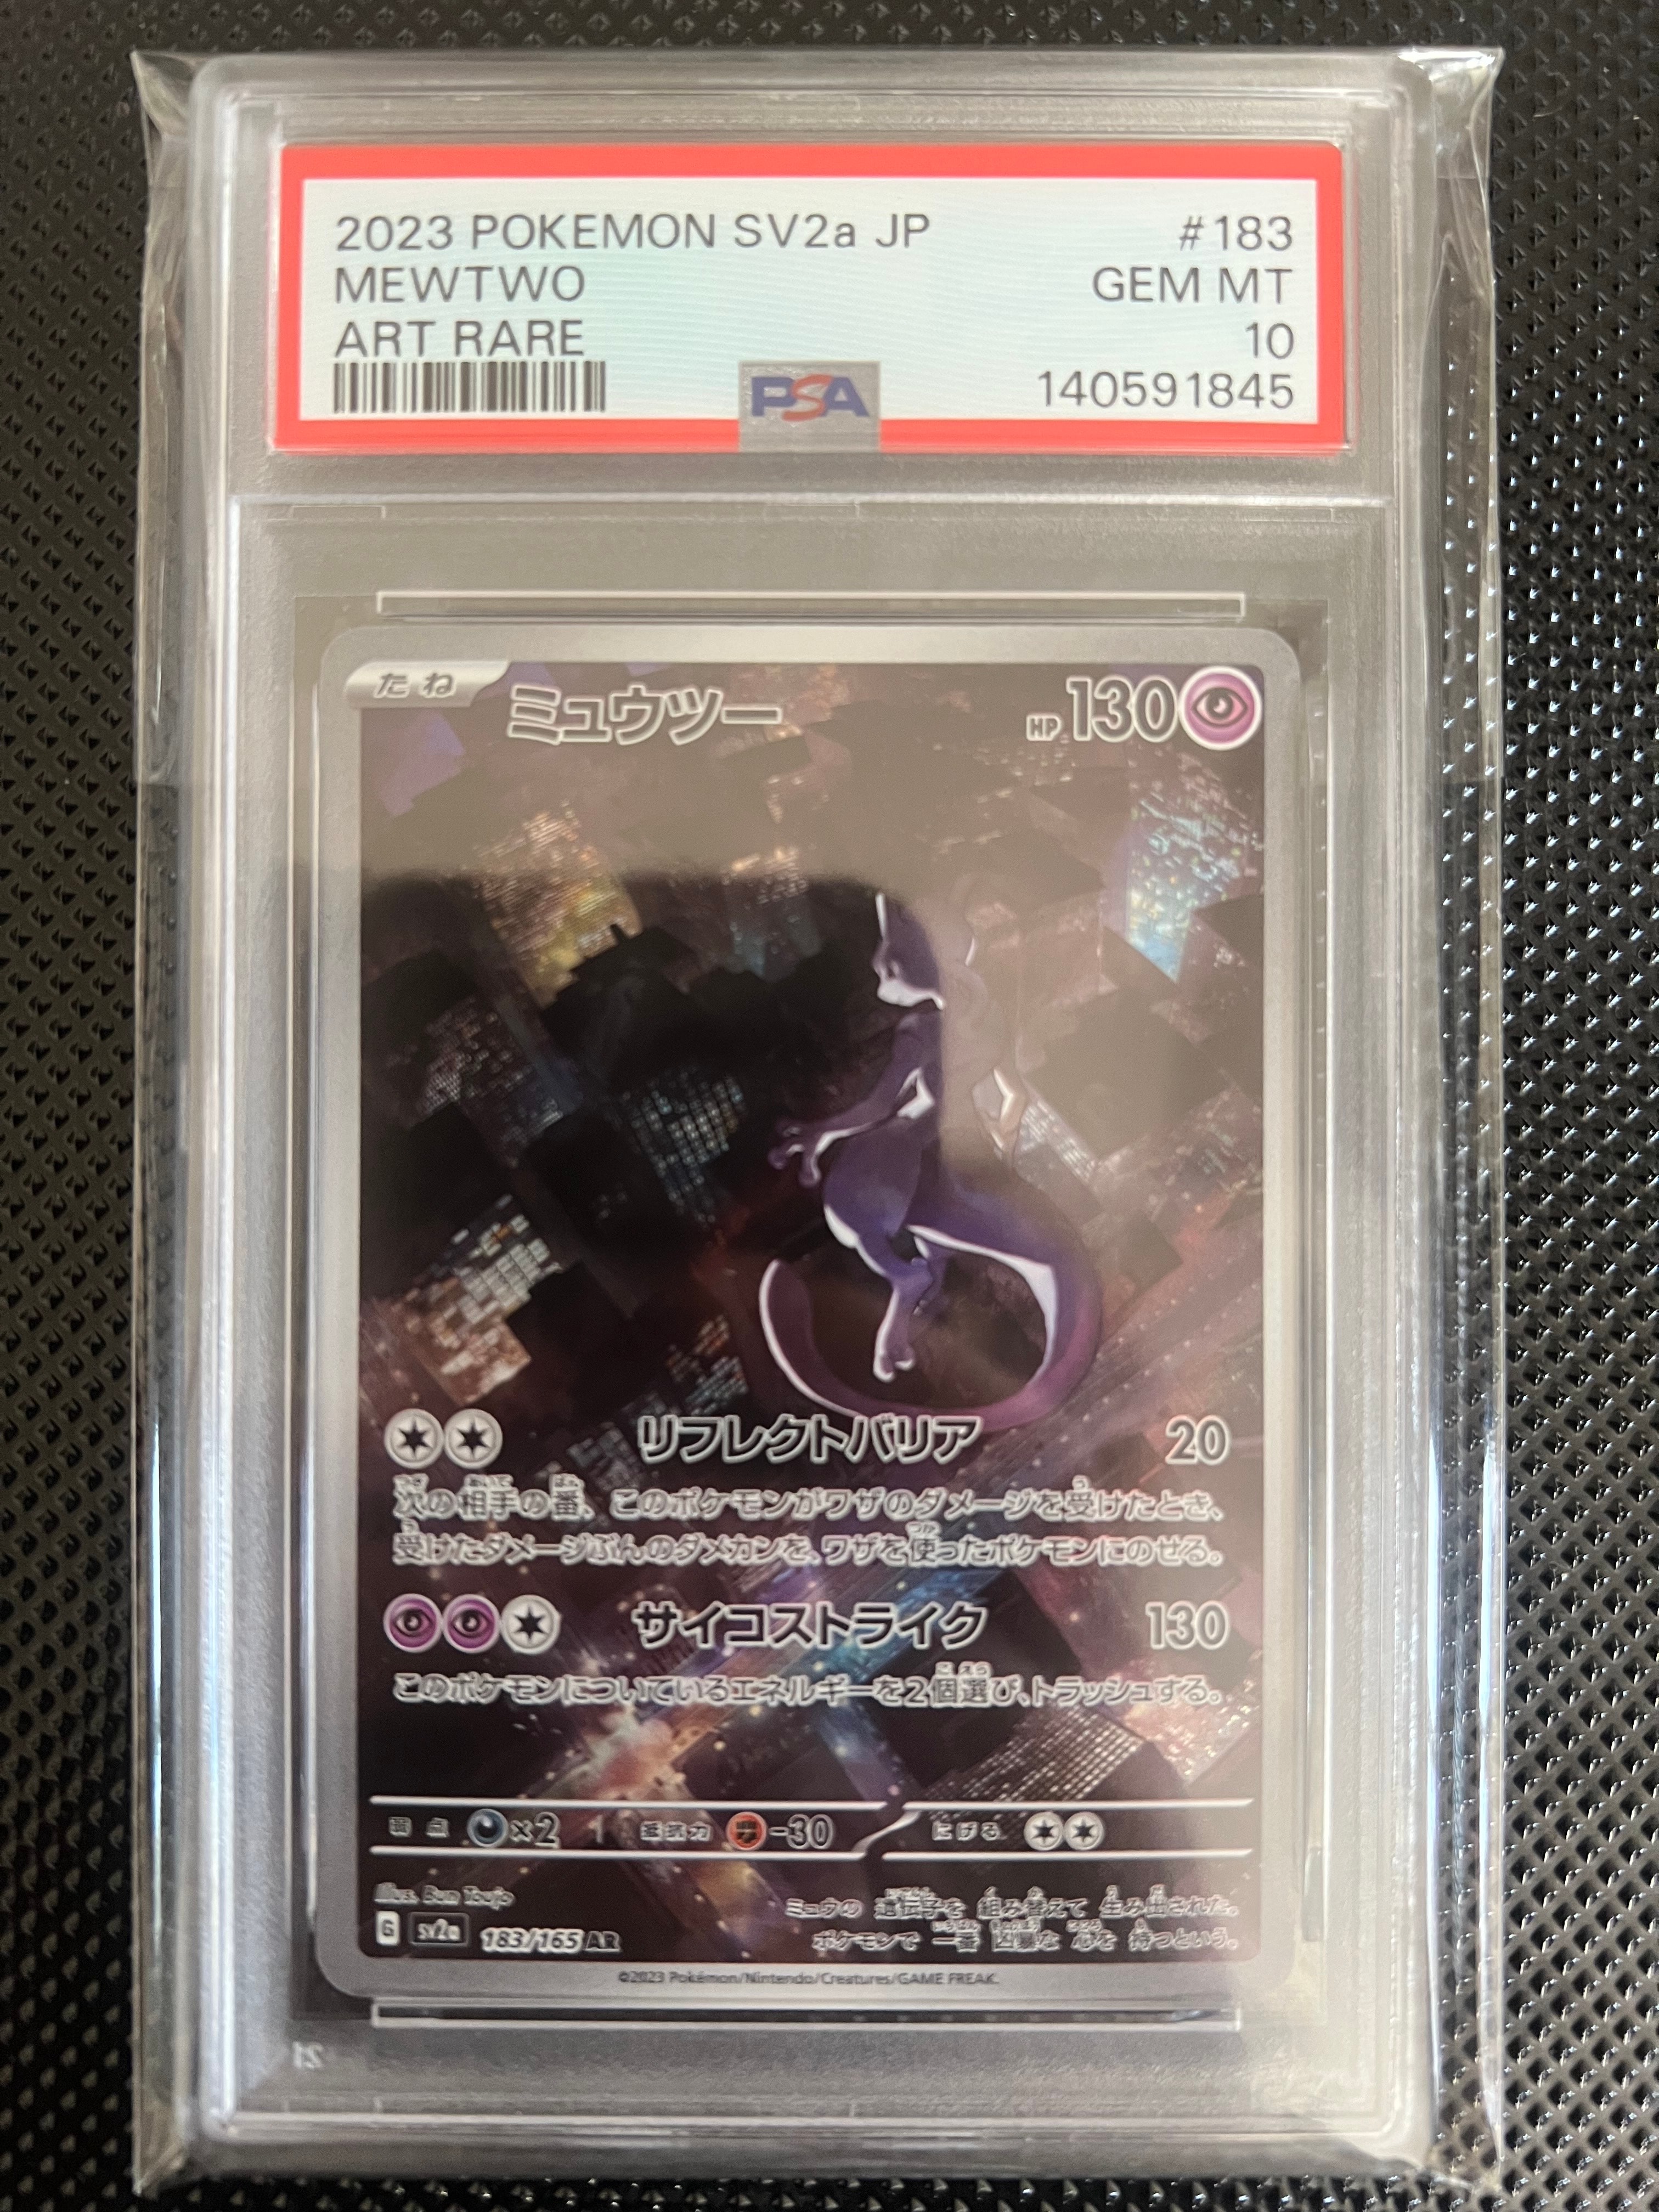 2023 POKEMON SV2a JP #183
MEWTWO GEM MT
ART RARE 10
PSA 140591845
たね ミュウツー HP 130
リフレクトバリア 20
次の相手の番、このポケモンがワザのダメージを受けたとき、
受けたダメージぶんのダメカンを、ワザを使ったポケモンにのせる。
サイコストライク 130
このポケモンについているエネルギーを2個選び、トラッシュする。
弱点 ×2 抵抗力 -30 にげる
Illus.
G sv2a 183/165 AR
ミュウの 遺伝子を 組み替えて 生み出された。
ポケモンで 一番 凶暴な 心を 持つという。
©2023 Pokémon/Nintendo/Creatures/GAME FREAK.